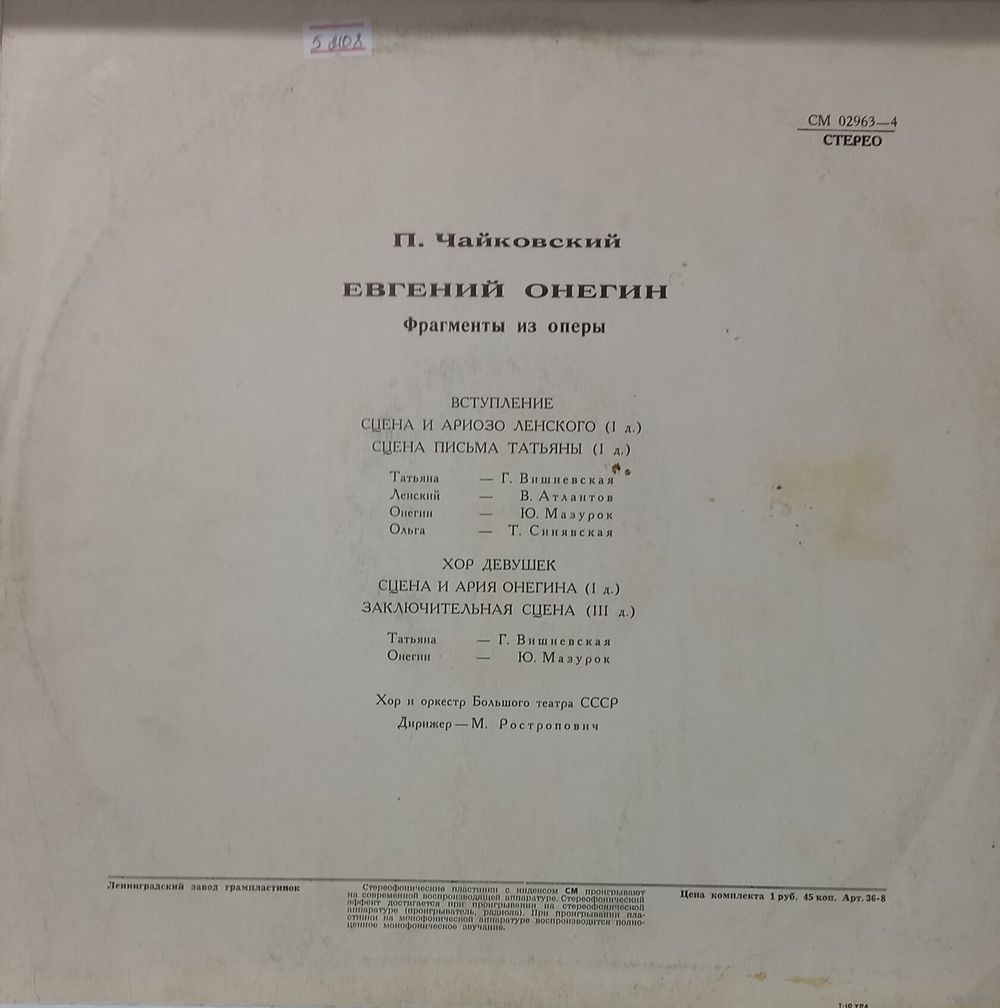 5 2108
СМ 02963—4
СТЕРЕО
П. Чайковский
ЕВГЕНИЙ ОНЕГИН
Фрагменты из оперы
ВСТУПЛЕНИЕ
СЦЕНА И АРИОЗО ЛЕНСКОГО (I д.)
СЦЕНА ПИСЬМА ТАТЬЯНЫ (I д.)
Татьяна — Г. Вишневская
Ленский — В. Атлантов
Онегин — Ю. Мазурок
Ольга — Т. Синявская
ХОР ДЕВУШЕК
СЦЕНА И АРИЯ ОНЕГИНА (I д.)
ЗАКЛЮЧИТЕЛЬНАЯ СЦЕНА (III д.)
Татьяна — Г. Вишневская
Онегин — Ю. Мазурок
Хор и оркестр Большого театра СССР
Дирижер — М. Ростропович
Ленинградский завод грампластинок
Стереофонические пластинки с индексом СМ проигрывают
на современной воспроизводящей аппаратуре. Стереофонический
эффект достигается при проигрывании на стереофонической
аппаратуре (проигрыватель, радиола). При проигрывании пла-
стинки на монофонической аппаратуре воспроизводится полно-
ценное монофоническое звучание.
Цена комплекта 1 руб. 45 коп. Арт. 36-8